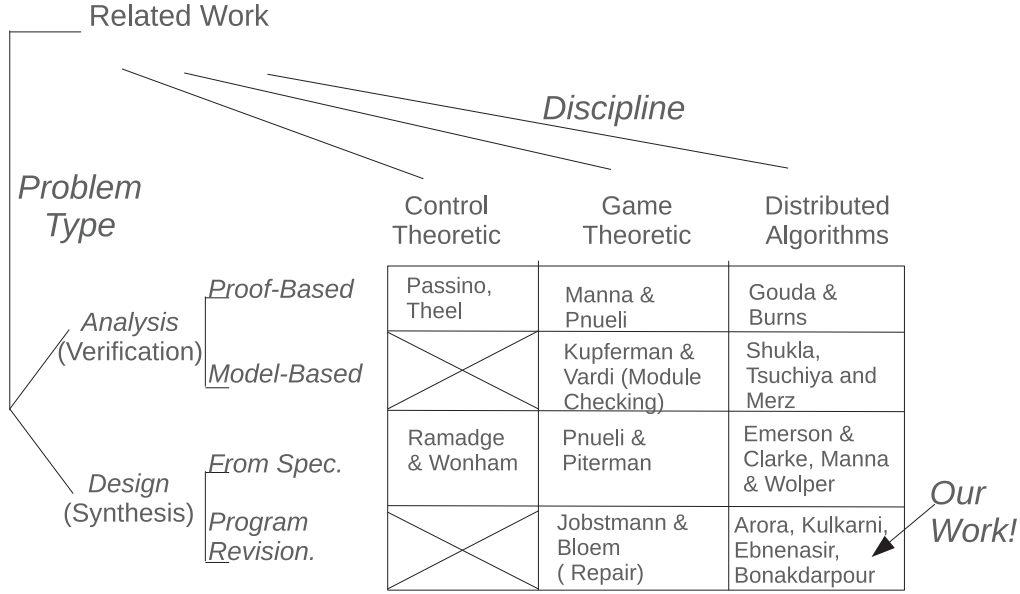 Related Work
Discipline
Problem
Type
Control
Theoretic
Game
Theoretic
Distributed
Algorithms
Analysis
(Verification)
Proof-Based
Passino,
Theel
Manna &
Pnueli
Gouda &
Burns
Model-Based
Kupferman &
Vardi (Module
Checking)
Shukla,
Tsuchiya and
Merz
Design
(Synthesis)
From Spec.
Ramadge
& Wonham
Pnueli &
Piterman
Emerson &
Clarke, Manna
& Wolper
Program
Revision.
Jobstmann &
Bloem
( Repair)
Arora, Kulkarni,
Ebnenasir,
Bonakdarpour
Our
Work!